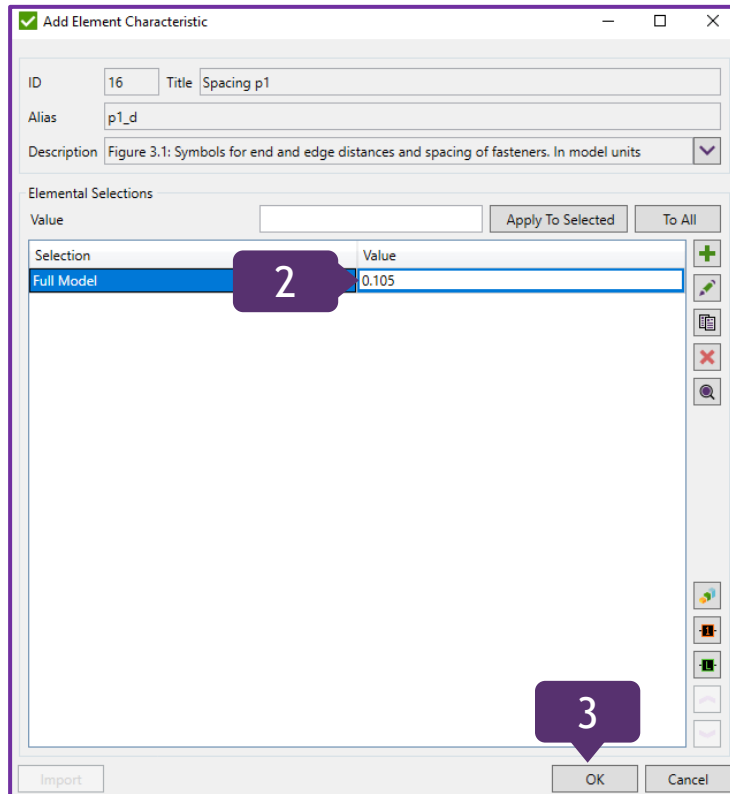 Add Element Characteristic
ID 16 Title Spacing p1
Alias p1_d
Description Figure 3.1: Symbols for end and edge distances and spacing of fasteners. In model units
Elemental Selections
Value Apply To Selected To All
Selection Value
Full Model 2 0.105
1
L
3
Import OK Cancel